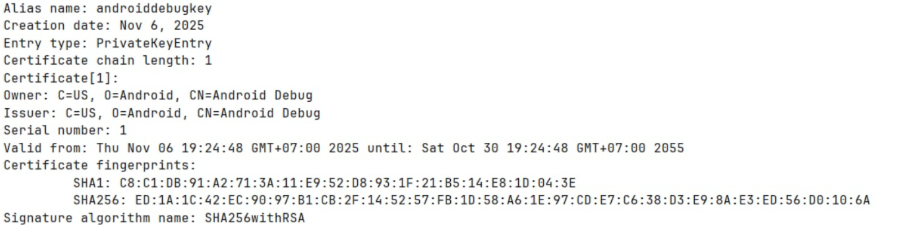 Alias name: androiddebugkey
Creation date: Nov 6, 2025
Entry type: PrivateKeyEntry
Certificate chain length: 1
Certificate[1]:
Owner: C=US, O=Android, CN=Android Debug
Issuer: C=US, O=Android, CN=Android Debug
Serial number: 1
Valid from: Thu Nov 06 19:24:48 GMT+07:00 2025 until: Sat Oct 30 19:24:48 GMT+07:00 2055
Certificate fingerprints:
SHA1: C8:C1:DB:91:A2:71:3A:11:E9:52:D8:93:1F:21:B5:14:E8:1D:04:3E
SHA256: ED:1A:1C:42:EC:90:97:B1:CB:2F:14:52:57:FB:1D:58:A6:1E:97:CD:E7:C6:38:D3:E9:8A:E3:ED:56:D0:10:6A
Signature algorithm name: SHA256withRSA